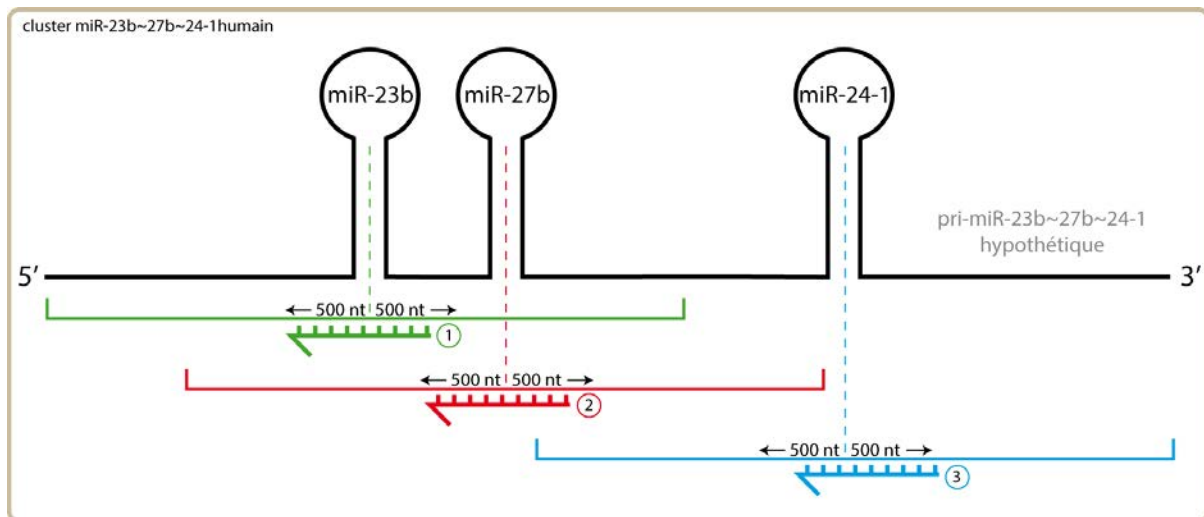 cluster miR-23b~27b~24-1humain
miR-23b
miR-27b
miR-24-1
pri-miR-23b~27b~24-1
hypothétique
5’
3’
500 nt 500 nt
1
500 nt 500 nt
2
500 nt 500 nt
3